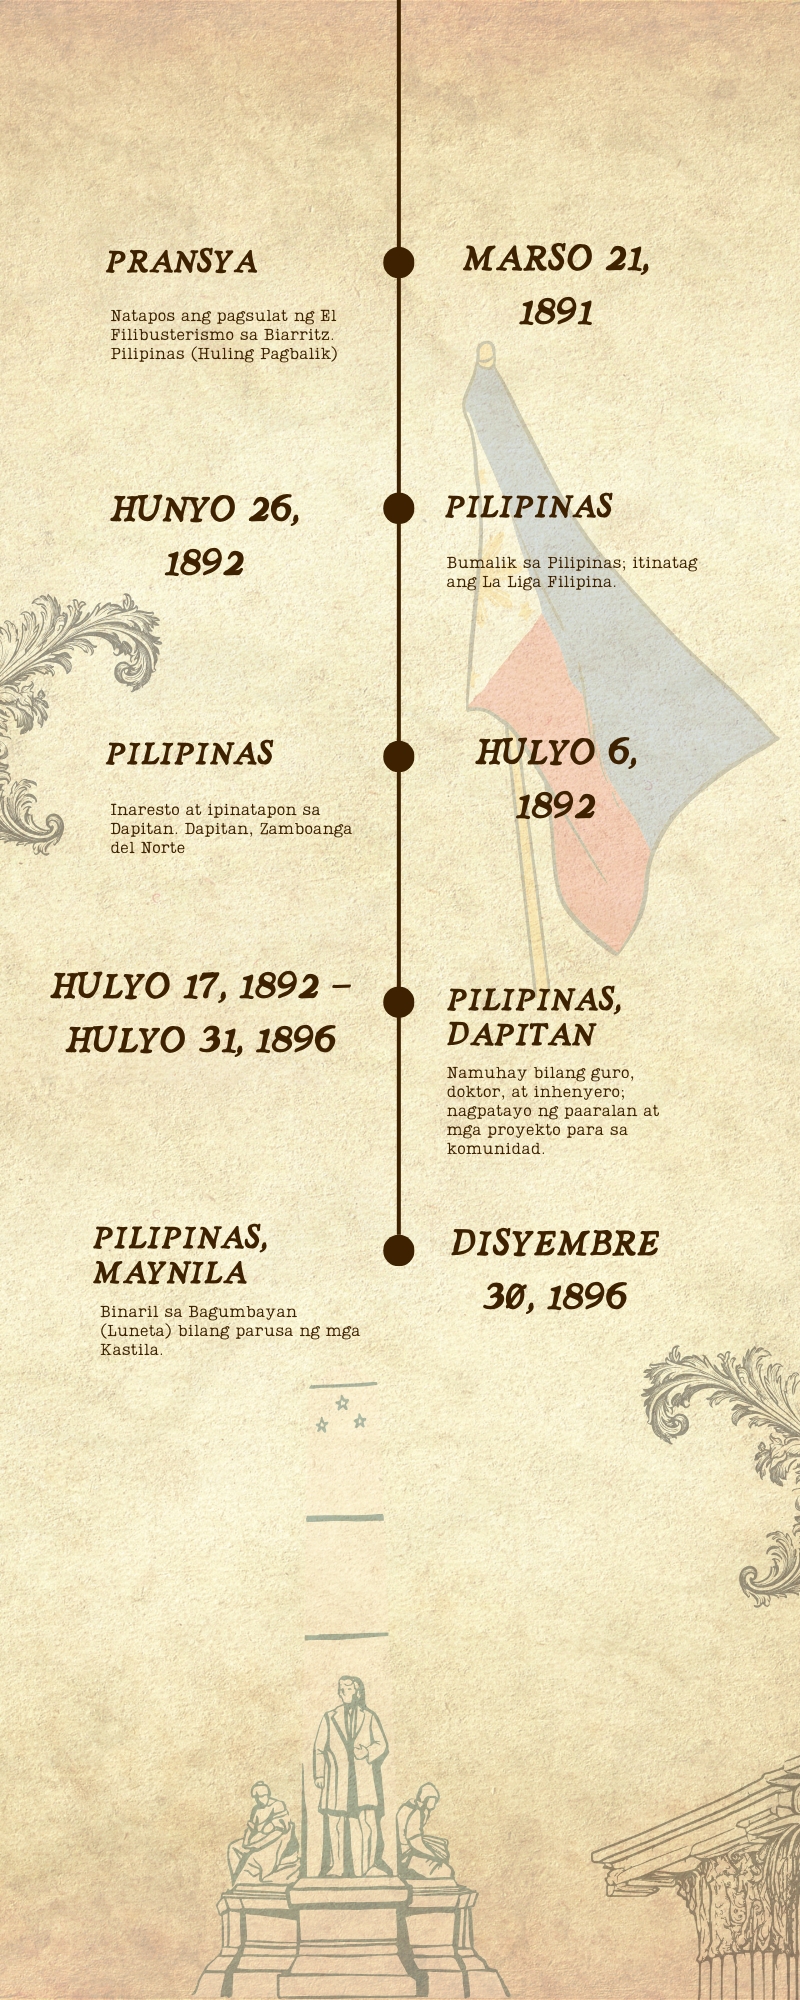 PRANSYA
MARSO 21,
1891
Natapos ang pagsulat ng El
Filibusterismo sa Biarritz.
Pilipinas (Huling Pagbalik)
HUNYO 26,
1892
PILIPINAS
Bumalik sa Pilipinas; itinatag
ang La Liga Filipina.
PILIPINAS
HULYO 6,
1892
Inaresto at ipinatapon sa
Dapitan. Dapitan, Zamboanga
del Norte
HULYO 17, 1892 –
HULYO 31, 1896
PILIPINAS,
DAPITAN
Namuhay bilang guro,
doktor, at inhenyero;
nagpatayo ng paaralan at
mga proyekto para sa
komunidad.
PILIPINAS,
MAYNILA
DISYEMBRE
30, 1896
Binaril sa Bagumbayan
(Luneta) bilang parusa ng mga
Kastila.